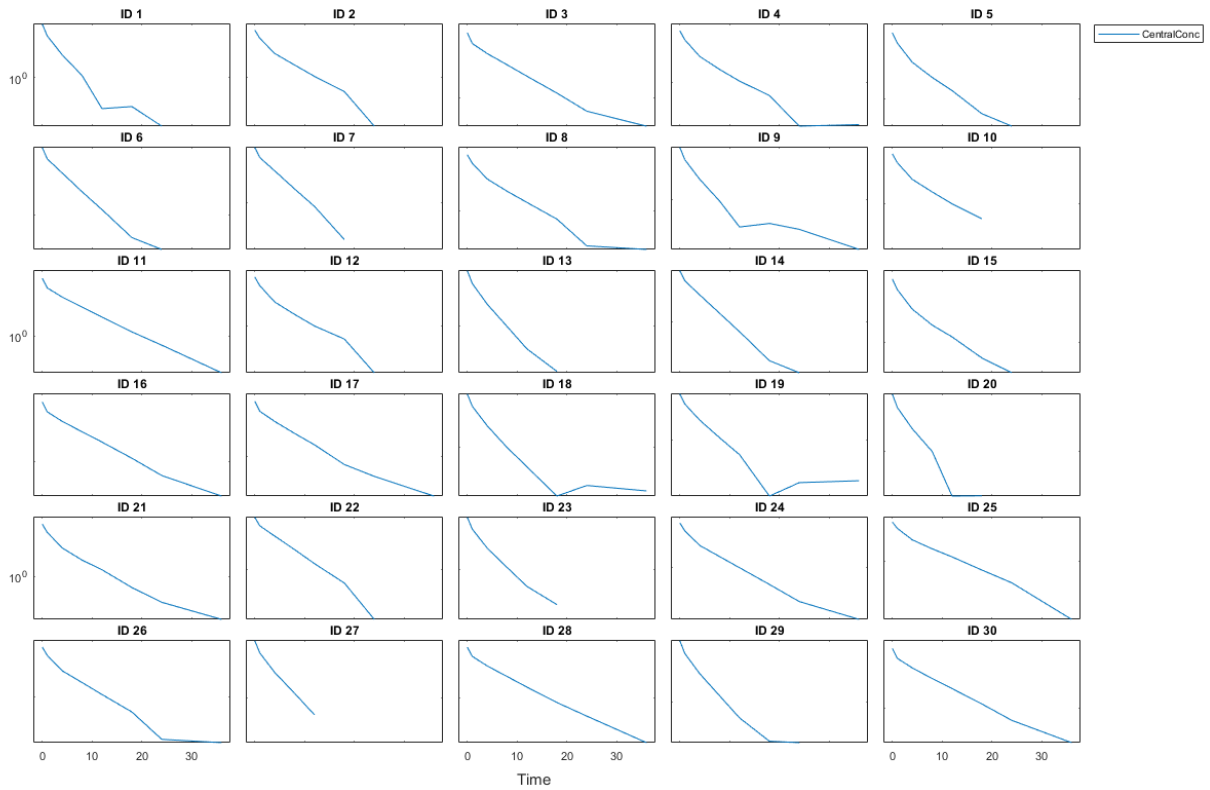 ID 1 ID 2 ID 3 ID 4 ID 5
CentralConc
10^0
ID 6 ID 7 ID 8 ID 9 ID 10
ID 11 ID 12 ID 13 ID 14 ID 15
10^0
ID 16 ID 17 ID 18 ID 19 ID 20
ID 21 ID 22 ID 23 ID 24 ID 25
10^0
ID 26 ID 27 ID 28 ID 29 ID 30
0 10 20 30 0 10 20 30 0 10 20 30
Time